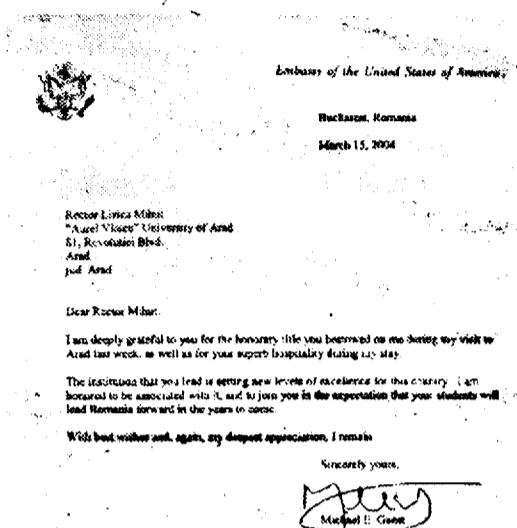 Embassy of the United States of America
Bucharest, Romania
March 15, 2004
Rector Lizica Mihut
"Aurel Vlaicu" University of Arad
81, Revolutiei Blvd.
Arad
jud. Arad
Dear Rector Mihut:
I am deeply grateful to you for the honorary title you bestowed on me during my visit to
Arad last week, as well as for your superb hospitality during my stay.
The institution that you lead is setting new levels of excellence for this country. I am
honored to be associated with it, and to join you in the expectation that your students will
lead Romania forward in the years to come.
With best wishes and, again, my deepest appreciation, I remain
Sincerely yours,
Michael E. Guest